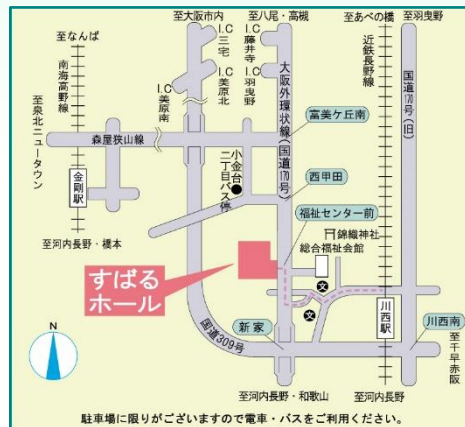 至大阪市内
至八尾・高槻
至あべの橋
至羽曳野
至なんば
I.C
三宅
I.C
藤井寺
I.C
美原北
I.C
羽曳野
I.C
美原南
南海高野線
大阪外環状線(国道170号)
近鉄長野線
国道170号(旧)
至泉北ニュータウン
森屋狭山線
富美ケ丘南
小金台
二丁目バス停
金剛駅
西甲田
福祉センター前
至河内長野・橋本
錦織神社
総合福祉会館
すばる
ホール
文
文
川西駅
新家
川西南
国道309号
N
至千早赤阪
至河内長野・和歌山
至河内長野
駐車場に限りがございますので電車・バスをご利用ください。